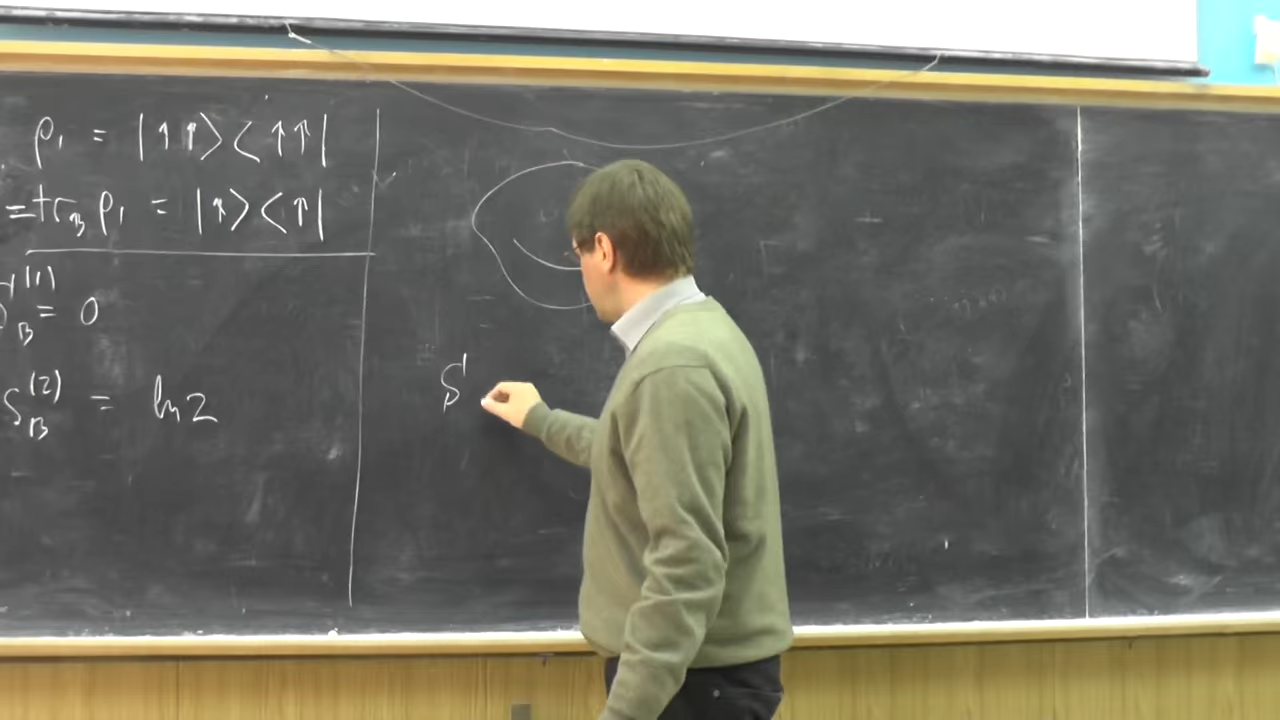 ρ₁ = |↑↑⟩⟨↑↑|
=tr_B ρ₁ = |↑⟩⟨↑|
S_B^(1) = 0
S_B^(2) = ln 2
S